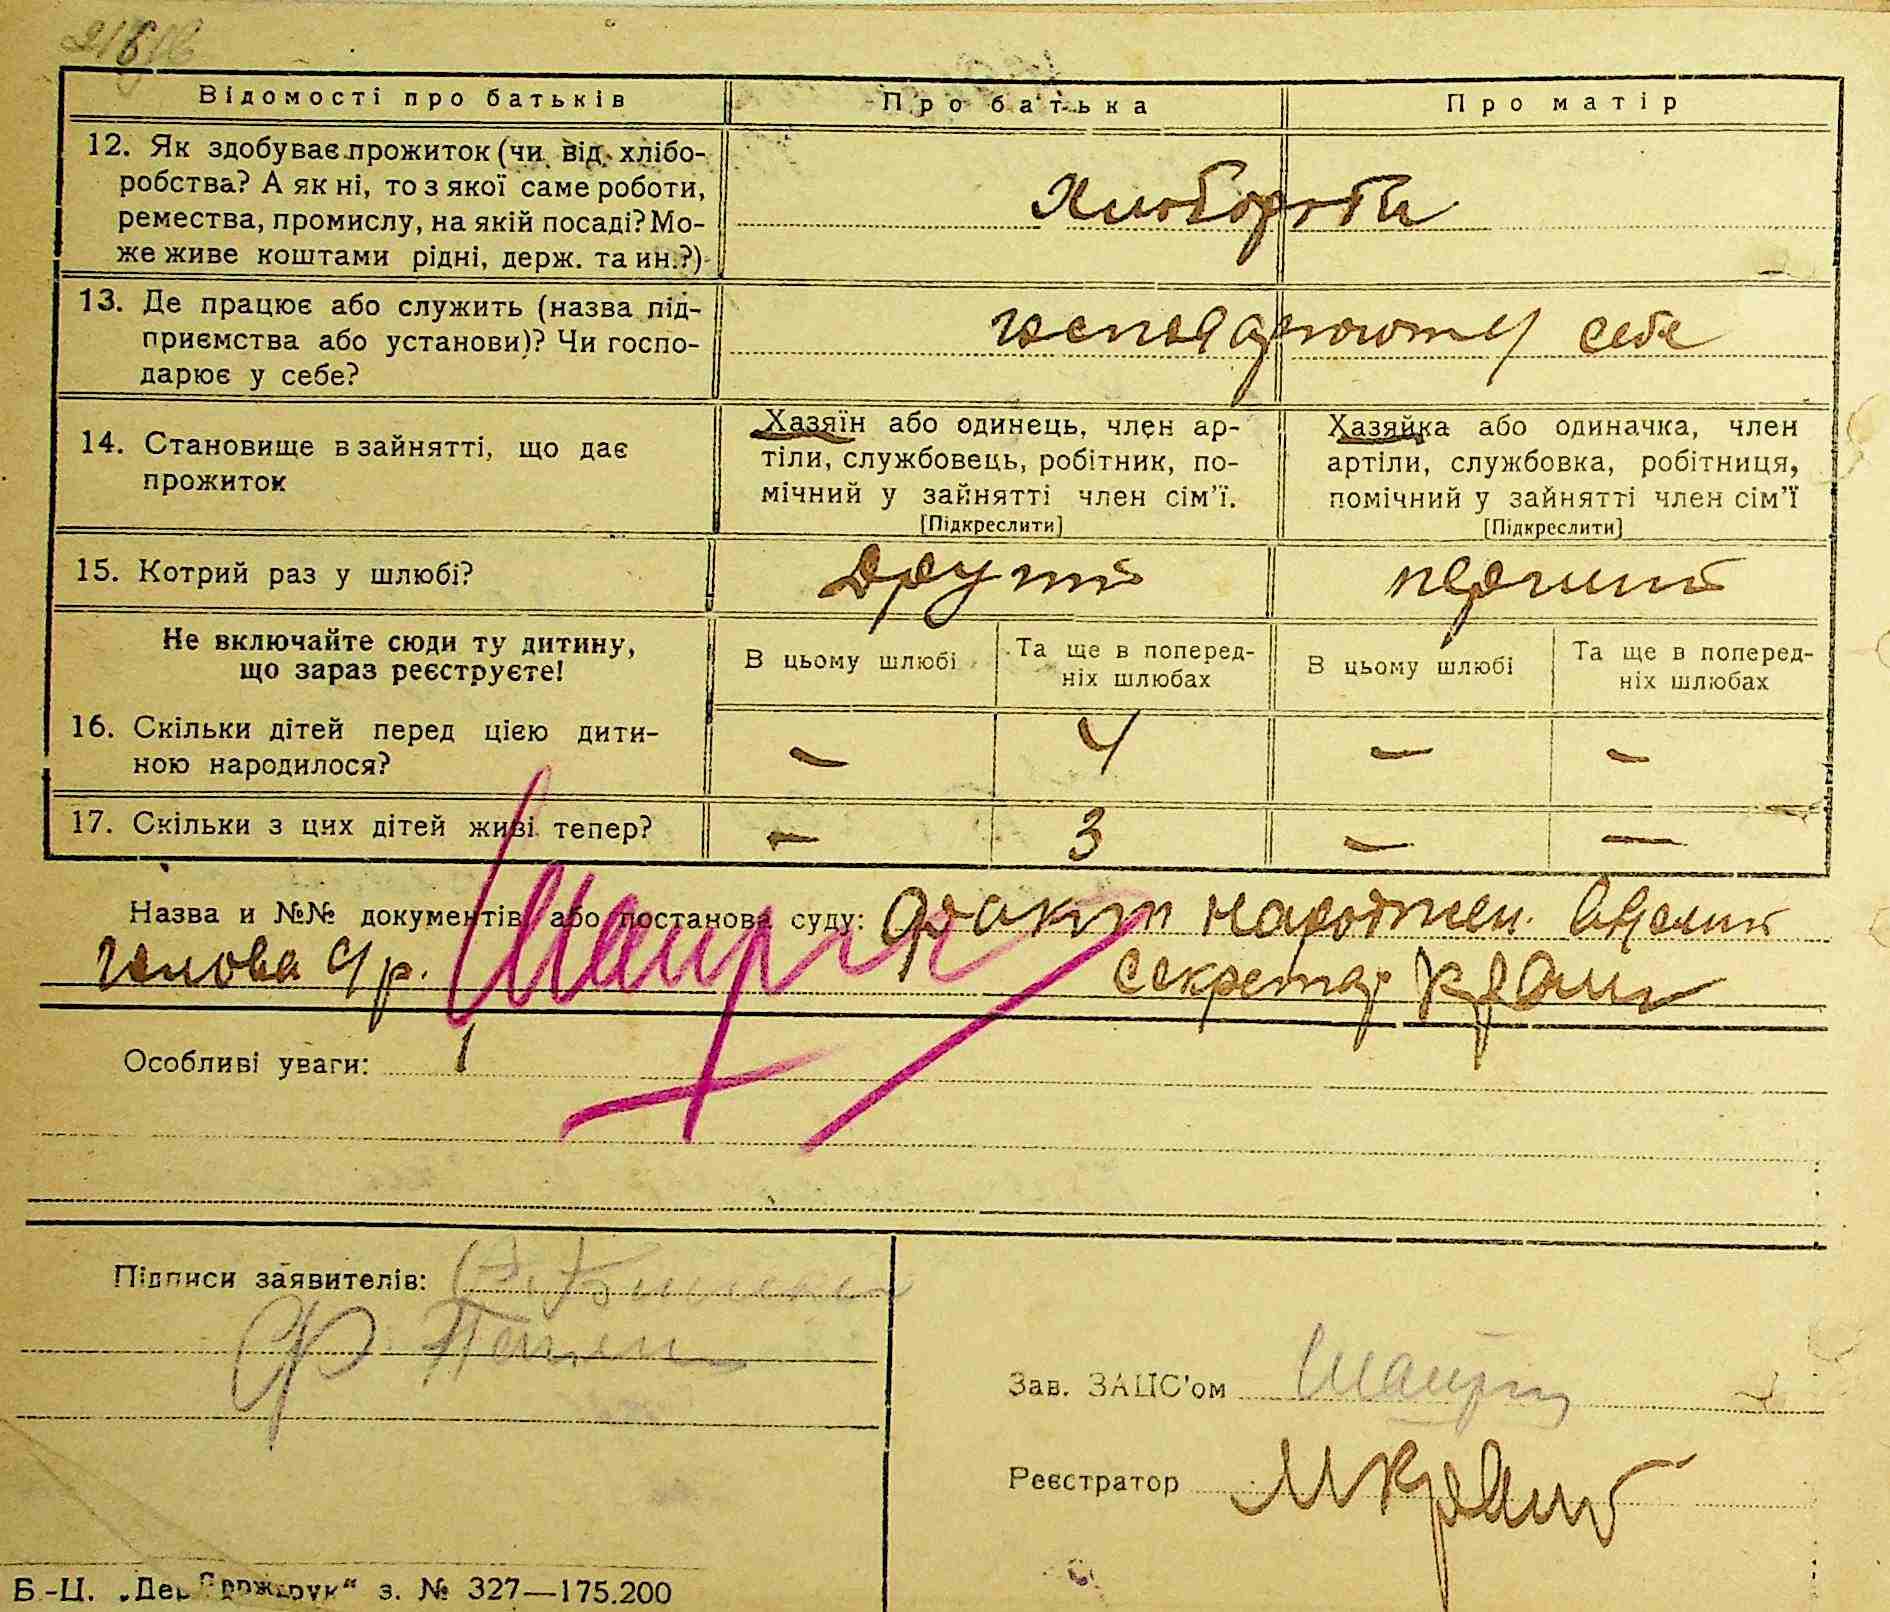 Відомості про батьків
Про батька
Про матір
12. Як здобуває прожиток (чи від хлібо-
робства? А як ні, то з якої саме роботи,
ремества, промислу, на якій посаді? Мо-
же живе коштами рідні, держ. та ин.?)
Хлібороби
13. Де працює або служить (назва під-
приємства або установи)? Чи госпо-
дарює у себе?
господарюють у себе
14. Становище в зайнятті, що дає
прожиток
Хазяїн або одинець, член ар-
тіли, службовець, робітник, по-
мічний у зайнятті член сім'ї.
[Підкреслити]
Хазяйка або одиначка, член
артіли, службовка, робітниця,
помічний у зайнятті член сім'ї
[Підкреслити]
15. Котрий раз у шлюбі?
другий
перший
Не включайте сюди ту дитину,
що зараз реєструєте!
В цьому шлюбі
Та ще в поперед-
ніх шлюбах
В цьому шлюбі
Та ще в поперед-
ніх шлюбах
16. Скільки дітей перед цією дити-
ною народилося?
– 4 – –
17. Скільки з цих дітей живі тепер?
– 3 – –
Назва и №№ документів або постанова суду: факт народжен.
голова с/р. секретар
Особливі уваги:
Підписи заявителів:
Зав. ЗАЦС'ом
Реєстратор
Б.-Ц. з. № 327—175.200